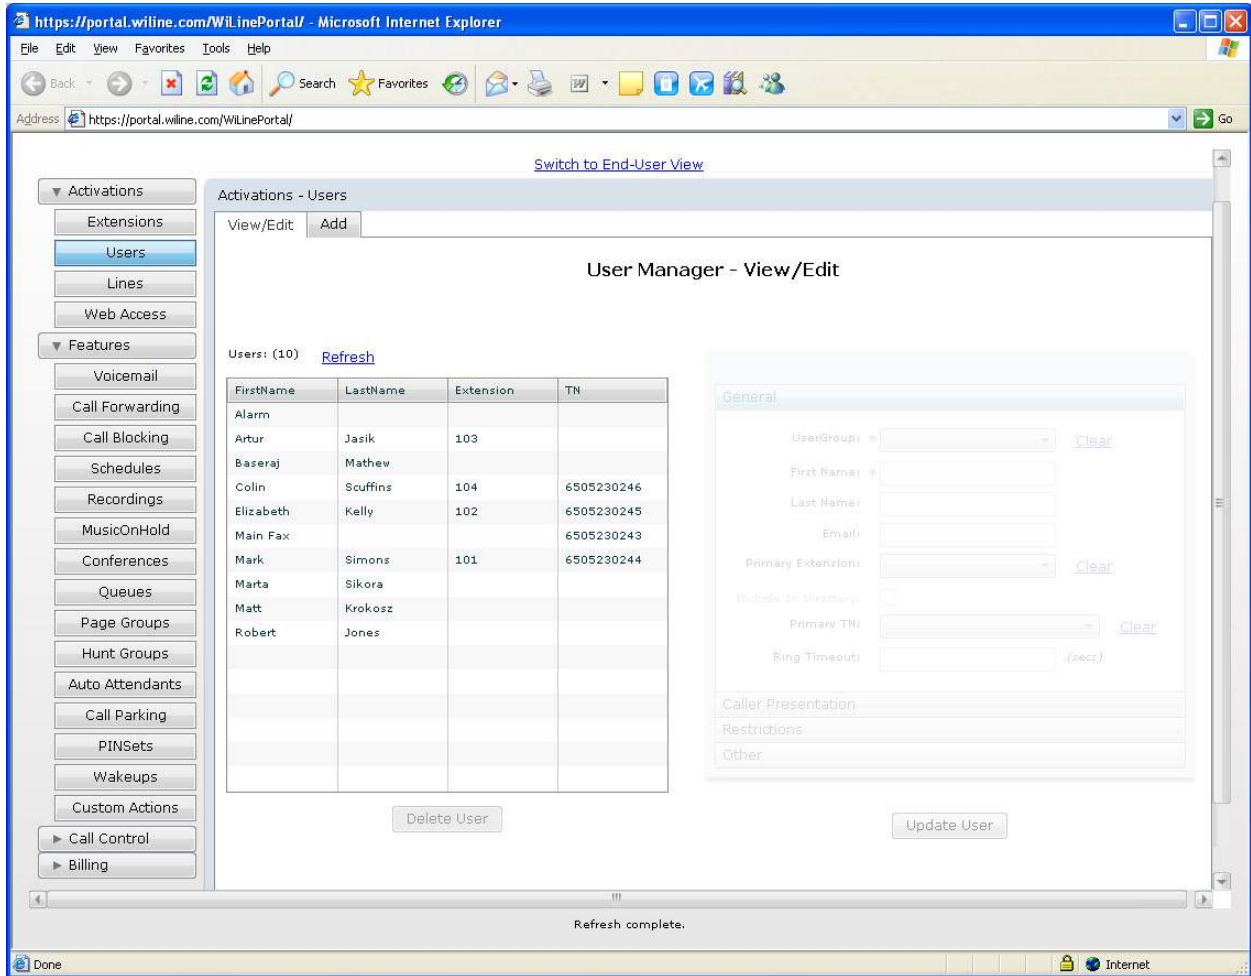 https://portal.wiline.com/WiLinePortal/ - Microsoft Internet Explorer
File Edit View Favorites Tools Help
Back Search Favorites
Address https://portal.wiline.com/WiLinePortal/ Go
Switch to End-User View
Activations
Extensions
Users
Lines
Web Access
Features
Voicemail
Call Forwarding
Call Blocking
Schedules
Recordings
MusicOnHold
Conferences
Queues
Page Groups
Hunt Groups
Auto Attendants
Call Parking
PINSets
Wakeups
Custom Actions
Call Control
Billing
Activations - Users
View/Edit Add
User Manager - View/Edit
Users: (10) Refresh
FirstName LastName Extension TN
Alarm
Artur Jasik 103
Baseraj Mathew
Colin Scuffins 104 6505230246
Elizabeth Kelly 102 6505230245
Main Fax 6505230243
Mark Simons 101 6505230244
Marta Sikora
Matt Krokosz
Robert Jones
Delete User
General
UserGroup: * Clear
First Name: *
Last Name:
Email:
Primary Extension: Clear
Include In Directory:
Primary TN: Clear
Ring Timeout: (secs)
Caller Presentation
Restrictions
Other
Update User
Refresh complete.
Done Internet